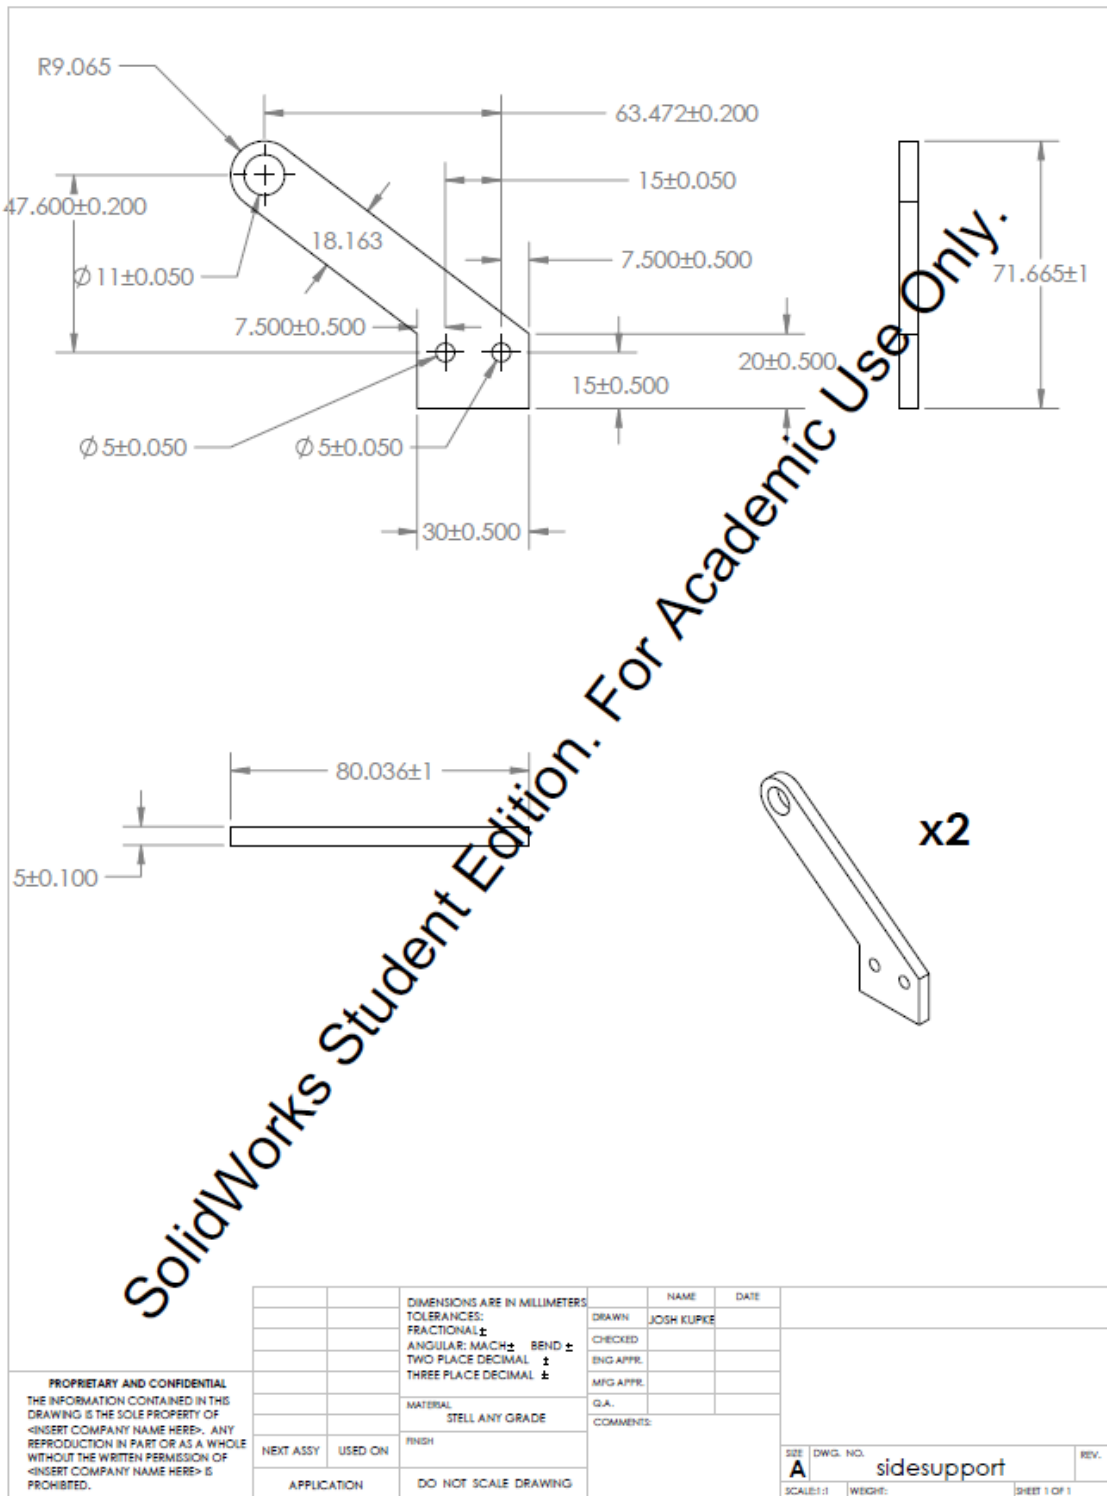 R9.065
63.472±0.200
15±0.050
47.600±0.200
18.163
7.500±0.500
Ø11±0.050
71.665±1
7.500±0.500
20±0.500
15±0.500
Ø5±0.050
Ø5±0.050
30±0.500
SolidWorks Student Edition. For Academic Use Only.
80.036±1
x2
5±0.100
PROPRIETARY AND CONFIDENTIAL
THE INFORMATION CONTAINED IN THIS
DRAWING IS THE SOLE PROPERTY OF
<INSERT COMPANY NAME HERE>. ANY
REPRODUCTION IN PART OR AS A WHOLE
WITHOUT THE WRITTEN PERMISSION OF
<INSERT COMPANY NAME HERE> IS
PROHIBITED.
NEXT ASSY USED ON
APPLICATION
DIMENSIONS ARE IN MILLIMETERS
TOLERANCES:
FRACTIONAL±
ANGULAR: MACH± BEND ±
TWO PLACE DECIMAL ±
THREE PLACE DECIMAL ±
MATERIAL
STELL ANY GRADE
FINISH
DO NOT SCALE DRAWING
NAME DATE
DRAWN JOSH KUPKE
CHECKED
ENG APPR.
MFG APPR.
Q.A.
COMMENTS:
SIZE DWG. NO. REV.
A sidesupport
SCALE:1:1 WEIGHT: SHEET 1 OF 1